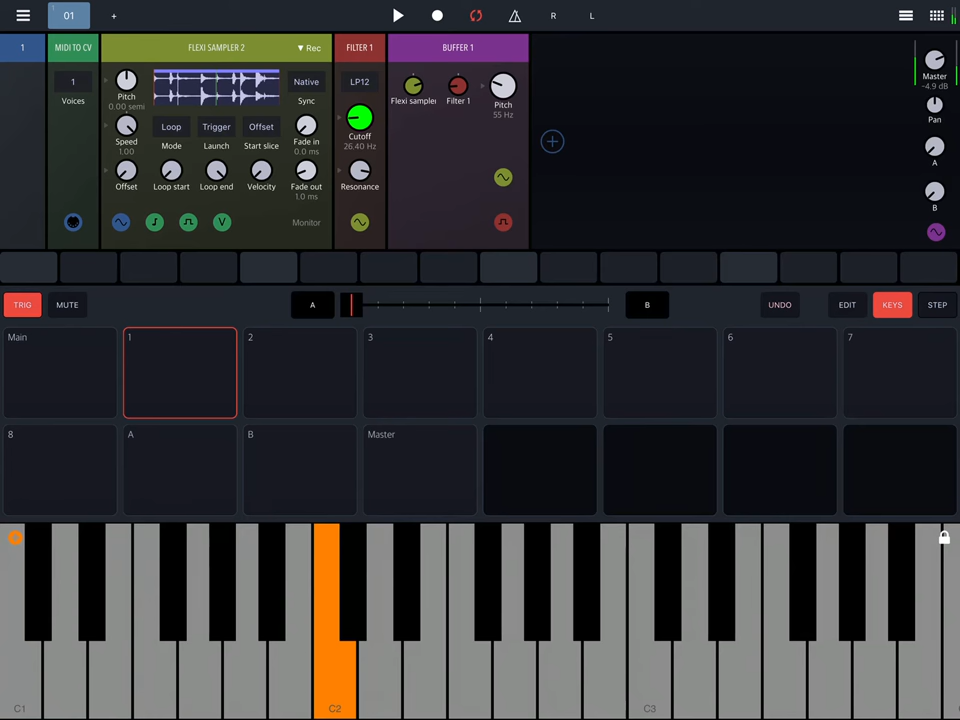 01
+
R
L
1
MIDI TO CV
FLEXI SAMPLER 2
▼ Rec
FILTER 1
BUFFER 1
1
Voices
Pitch
0.00 semi
Native
Sync
LP12
Flexi sampler
Filter 1
Pitch
55 Hz
Master
-4.9 dB
Pan
Speed
1.00
Loop
Mode
Trigger
Launch
Offset
Start slice
Fade in
0.0 ms
Cutoff
26.40 Hz
A
Offset
Loop start
Loop end
Velocity
Fade out
1.0 ms
Resonance
B
V
Monitor
TRIG
MUTE
A
B
UNDO
EDIT
KEYS
STEP
Main
1
2
3
4
5
6
7
8
A
B
Master
C1
C2
C3